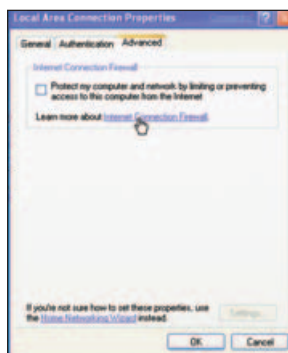 Local Area Connection Properties
General Authentication Advanced
Internet Connection Firewall
Protect my computer and network by limiting or preventing
access to this computer from the Internet
Learn more about Internet Connection Firewall.
If you're not sure how to set these properties, use
the Home Networking Wizard instead.
Settings...
OK Cancel